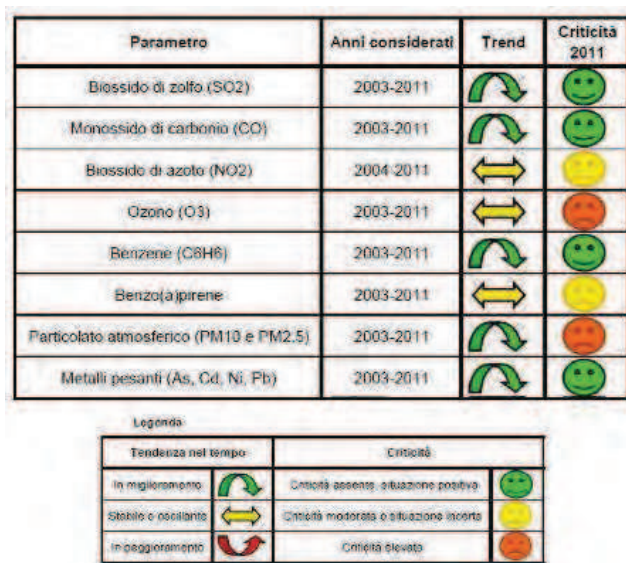 Parametro Anni considerati Trend Criticità 2011
Biossido di zolfo (SO2) 2003-2011
Monossido di carbonio (CO) 2003-2011
Biossido di azoto (NO2) 2004-2011
Ozono (O3) 2003-2011
Benzene (C6H6) 2003-2011
Benzo(a)pirene 2003-2011
Particolato atmosferico (PM10 e PM2.5) 2003-2011
Metalli pesanti (As, Cd, Ni, Pb) 2003-2011
Legenda
Tendenza nel tempo Criticità
In miglioramento Criticità assente, situazione positiva
Stabile o oscillante Criticità moderata o situazione incerta
In peggioramento Criticità elevata